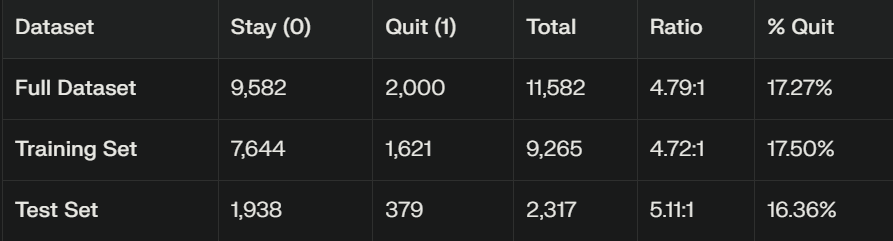 Dataset Stay (0) Quit (1) Total Ratio % Quit
Full Dataset 9,582 2,000 11,582 4.79:1 17.27%
Training Set 7,644 1,621 9,265 4.72:1 17.50%
Test Set 1,938 379 2,317 5.11:1 16.36%